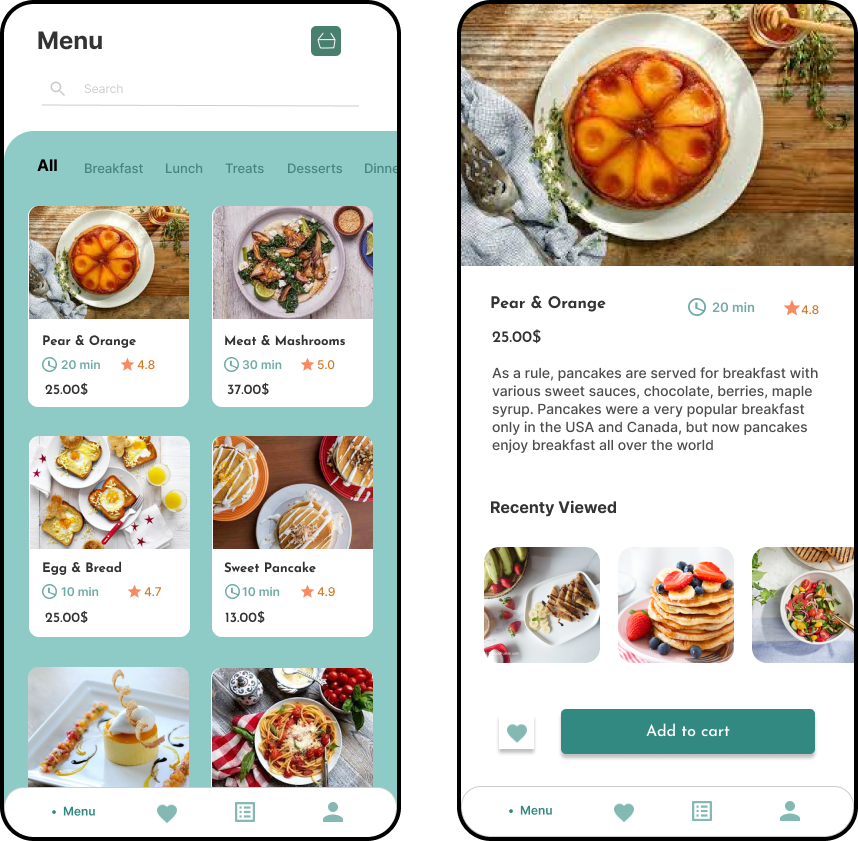 Menu
Search
All Breakfast Lunch Treats Desserts Dinne
Pear & Orange
20 min 4.8
25.00$
Meat & Mashrooms
30 min 5.0
37.00$
Egg & Bread
10 min 4.7
25.00$
Sweet Pancake
10 min 4.9
13.00$
• Menu
Pear & Orange
20 min 4.8
25.00$
As a rule, pancakes are served for breakfast with
various sweet sauces, chocolate, berries, maple
syrup. Pancakes were a very popular breakfast
only in the USA and Canada, but now pancakes
enjoy breakfast all over the world
Recenty Viewed
Add to cart
• Menu